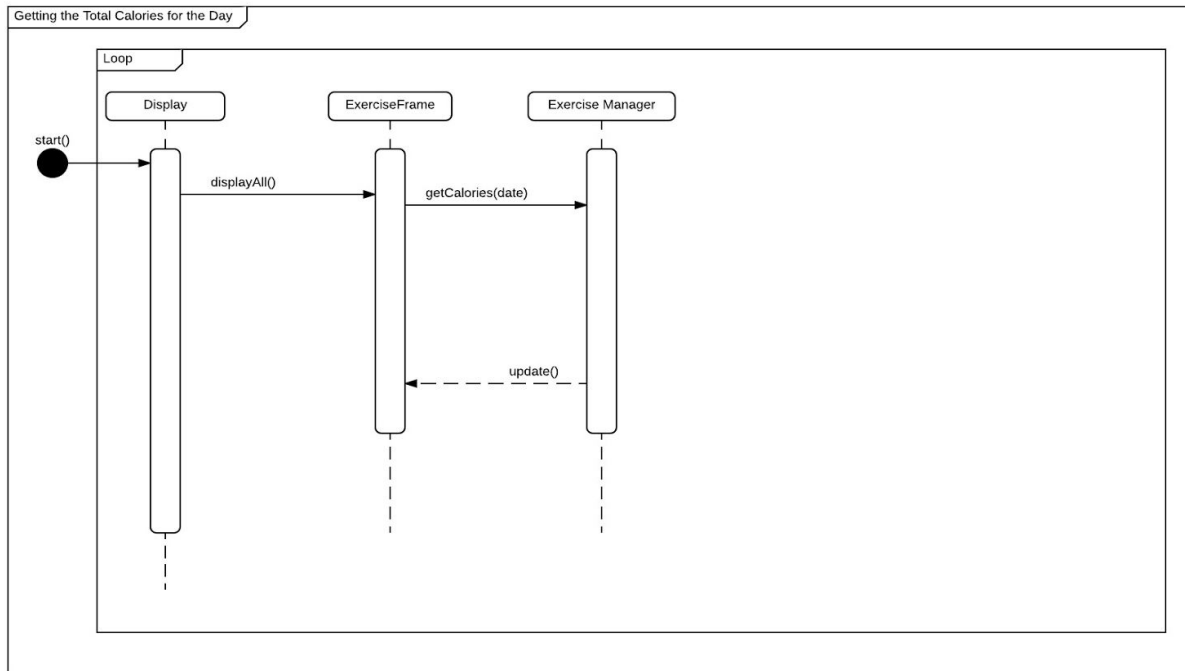 Getting the Total Calories for the Day
Loop
Display
ExerciseFrame
Exercise Manager
start()
displayAll()
getCalories(date)
update()